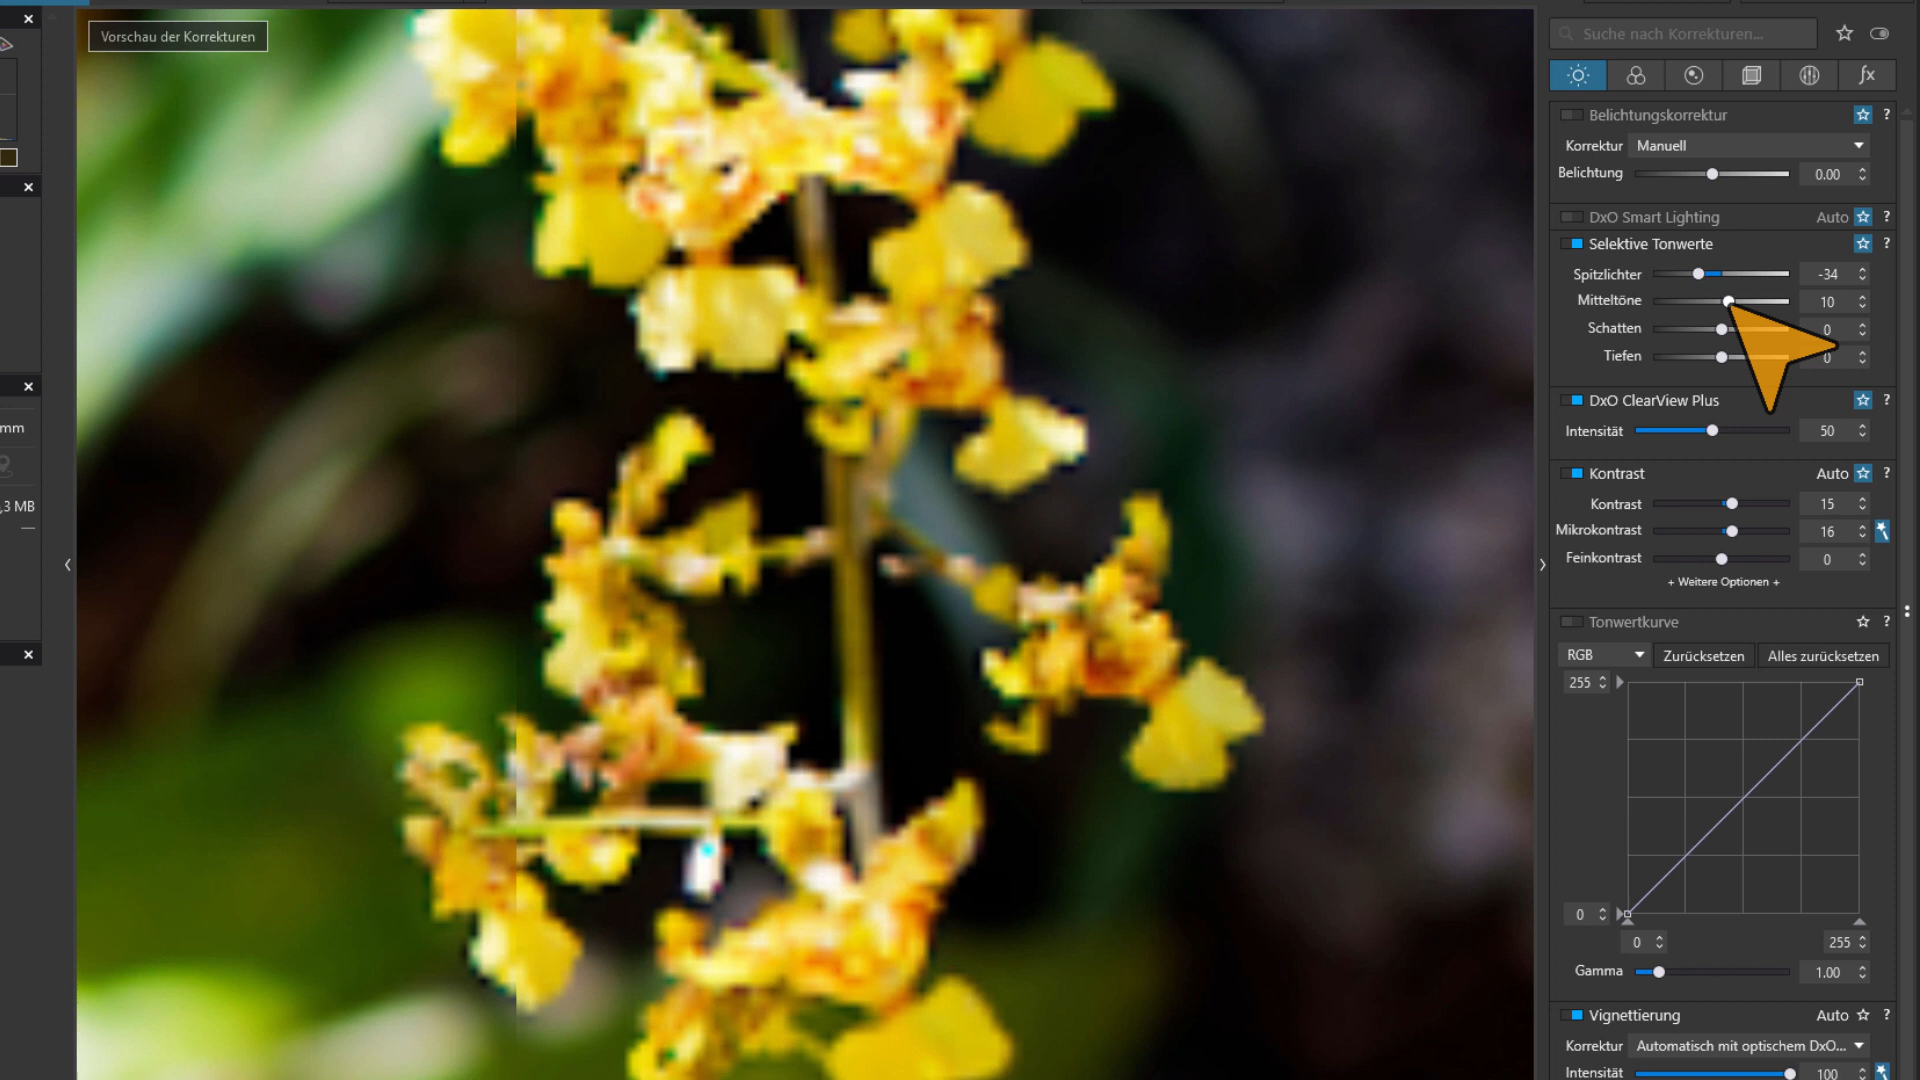 Vorschau der Korrekturen
mm
,3 MB
Suche nach Korrekturen...
fx
Belichtungskorrektur ?
Korrektur Manuell
Belichtung 0.00
DxO Smart Lighting Auto ?
Selektive Tonwerte ?
Spitzlichter -34
Mitteltöne 10
Schatten 0
Tiefen 0
DxO ClearView Plus ?
Intensität 50
Kontrast Auto ?
Kontrast 15
Mikrokontrast 16
Feinkontrast 0
+ Weitere Optionen +
Tonwertkurve ?
RGB Zurücksetzen Alles zurücksetzen
255
0
0 255
Gamma 1.00
Vignettierung Auto ?
Korrektur Automatisch mit optischem DxO...
Intensität 100